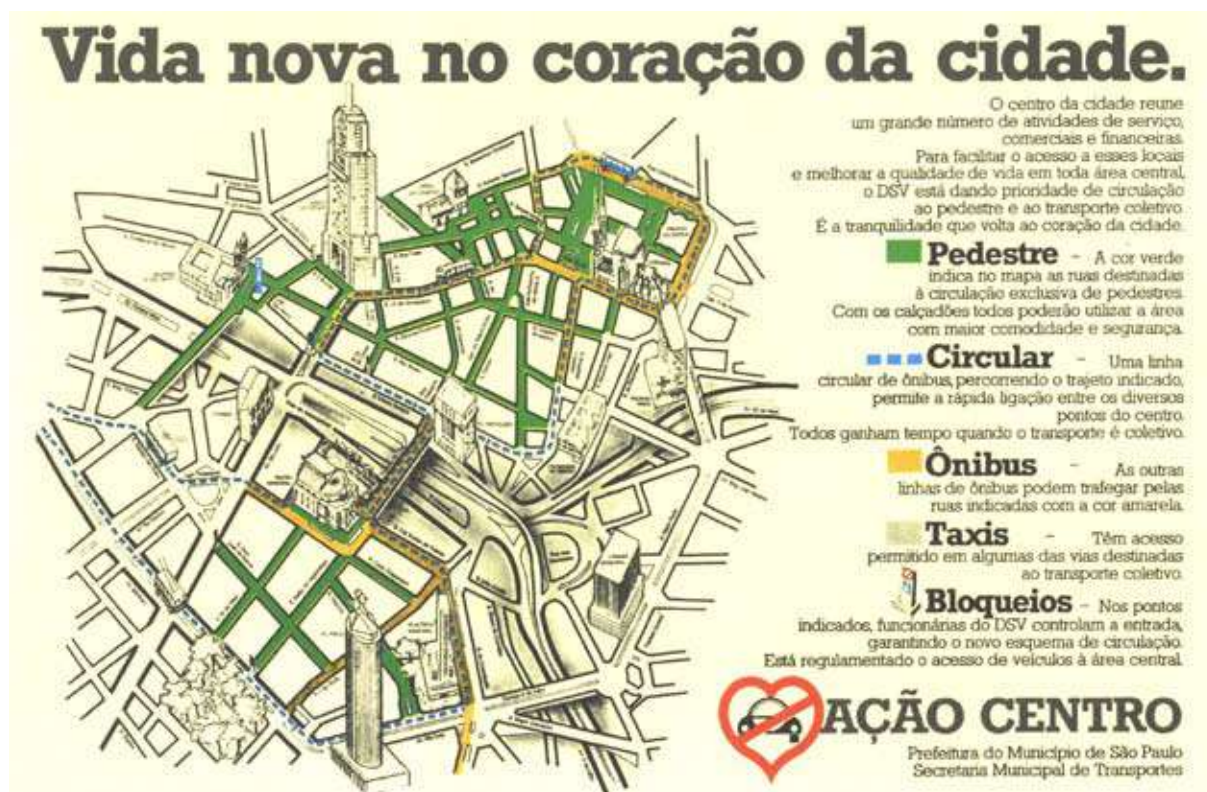 Vida nova no coração da cidade.
O centro da cidade reune
um grande número de atividades de serviço,
comerciais e financeiras.
Para facilitar o acesso a esses locais
e melhorar a qualidade de vida em toda área central,
o DSV está dando prioridade de circulação
ao pedestre e ao transporte coletivo.
É a tranquilidade que volta ao coração da cidade.
Pedestre - A cor verde
indica no mapa as ruas destinadas
à circulação exclusiva de pedestres.
Com os calçadões todos poderão utilizar a área
com maior comodidade e segurança.
Circular - Uma linha
circular de ônibus, percorrendo o trajeto indicado,
permite a rápida ligação entre os diversos
pontos do centro.
Todos ganham tempo quando o transporte é coletivo.
Ônibus - As outras
linhas de ônibus podem trafegar pelas
ruas indicadas com a cor amarela.
Taxis - Têm acesso
permitido em algumas das vias destinadas
ao transporte coletivo.
Bloqueios - Nos pontos
indicados, funcionárias do DSV controlam a entrada,
garantindo o novo esquema de circulação.
Está regulamentado o acesso de veículos à área central.
AÇÃO CENTRO
Prefeitura do Município de São Paulo
Secretaria Municipal de Transportes